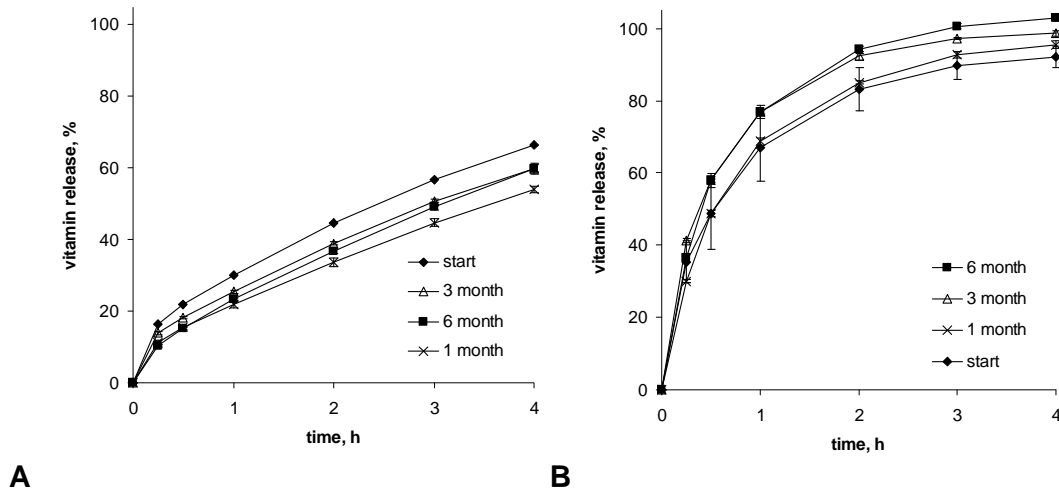 100
80
60
40
20
0
vitamin release, %
0 1 2 3 4
time, h
start
3 month
6 month
1 month
A
100
80
60
40
20
0
vitamin release, %
0 1 2 3 4
time, h
6 month
3 month
1 month
start
B